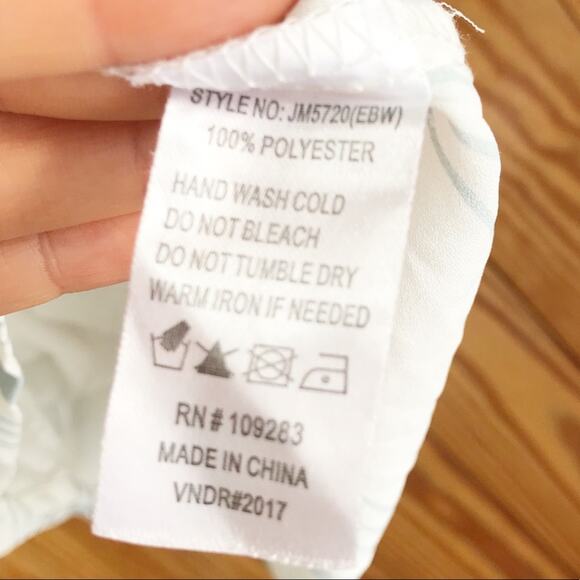 STYLE NO: JM5720(EBW)
100% POLYESTER
HAND WASH COLD
DO NOT BLEACH
DO NOT TUMBLE DRY
WARM IRON IF NEEDED
RN # 109283
MADE IN CHINA
VNDR#2017